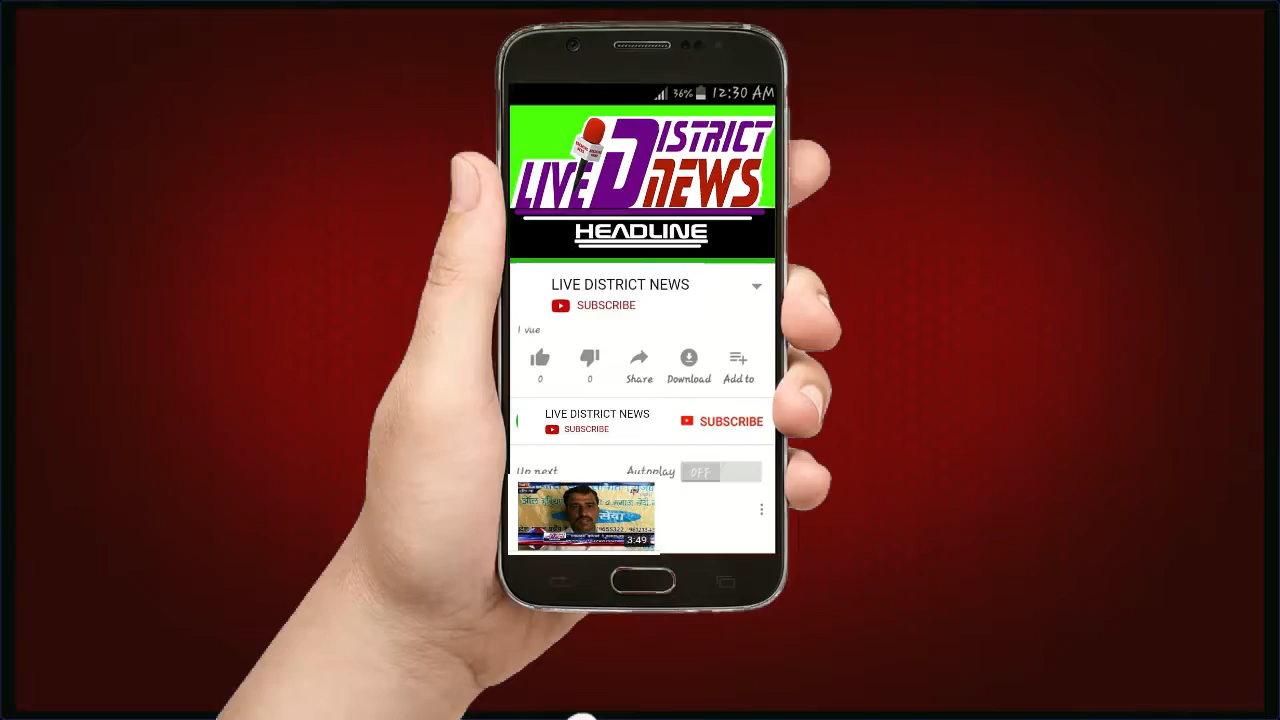 36% 12:30 AM
LIVE DISTRICT NEWS
HEADLINE
LIVE DISTRICT NEWS
SUBSCRIBE
1 vue
0 0 Share Download Add to
LIVE DISTRICT NEWS
SUBSCRIBE
SUBSCRIBE
Up next Autoplay OFF
सेवा
3:49